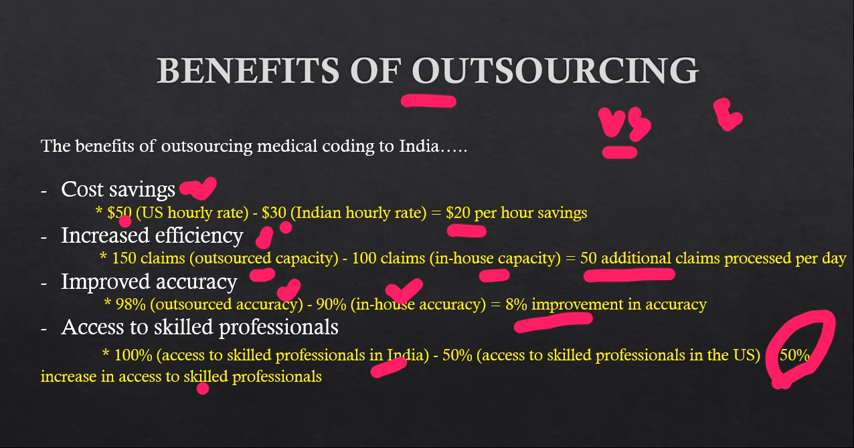 BENEFITS OF OUTSOURCING
vs
The benefits of outsourcing medical coding to India…..
- Cost savings
* $50 (US hourly rate) - $30 (Indian hourly rate) = $20 per hour savings
- Increased efficiency
* 150 claims (outsourced capacity) - 100 claims (in-house capacity) = 50 additional claims processed per day
- Improved accuracy
* 98% (outsourced accuracy) - 90% (in-house accuracy) = 8% improvement in accuracy
- Access to skilled professionals
* 100% (access to skilled professionals in India) - 50% (access to skilled professionals in the US) 50%
increase in access to skilled professionals